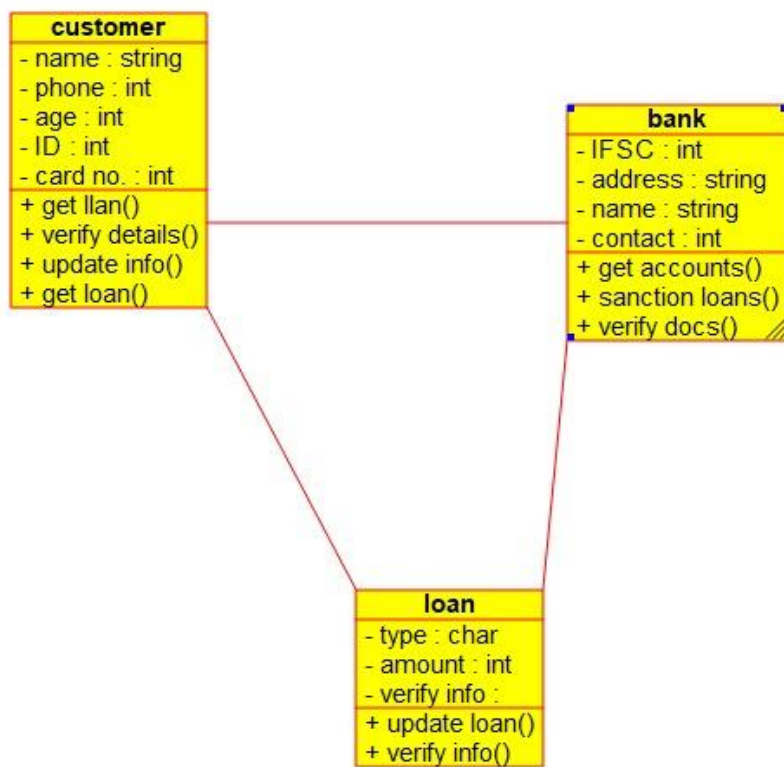 customer
- name : string
- phone : int
- age : int
- ID : int
- card no. : int
+ get llan()
+ verify details()
+ update info()
+ get loan()
bank
- IFSC : int
- address : string
- name : string
- contact : int
+ get accounts()
+ sanction loans()
+ verify docs()
loan
- type : char
- amount : int
- verify info :
+ update loan()
+ verify info()